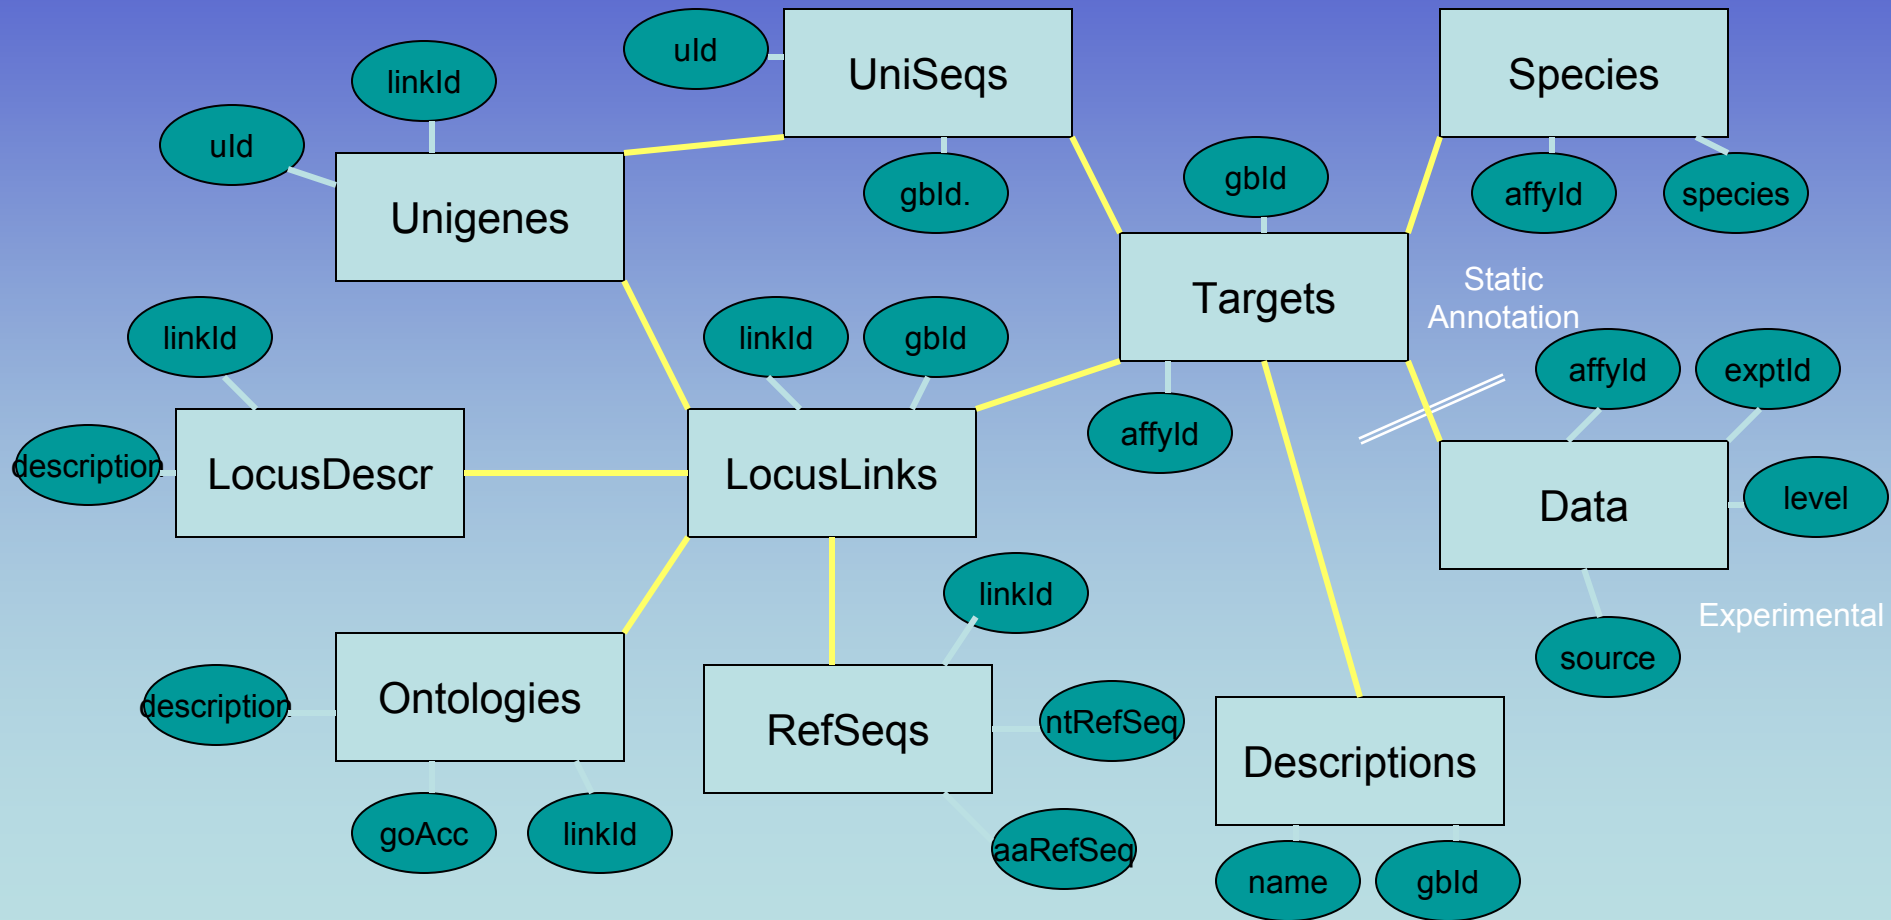 uId
UniSeqs
Species
linkId
uId
gbId.
gbId
affyId
species
Unigenes
Targets
Static
Annotation
linkId
linkId
gbId
affyId
exptId
affyId
description
LocusDescr
LocusLinks
Data
level
linkId
Experimental
source
description
Ontologies
RefSeqs
ntRefSeq
Descriptions
goAcc
linkId
aaRefSeq
name
gbId